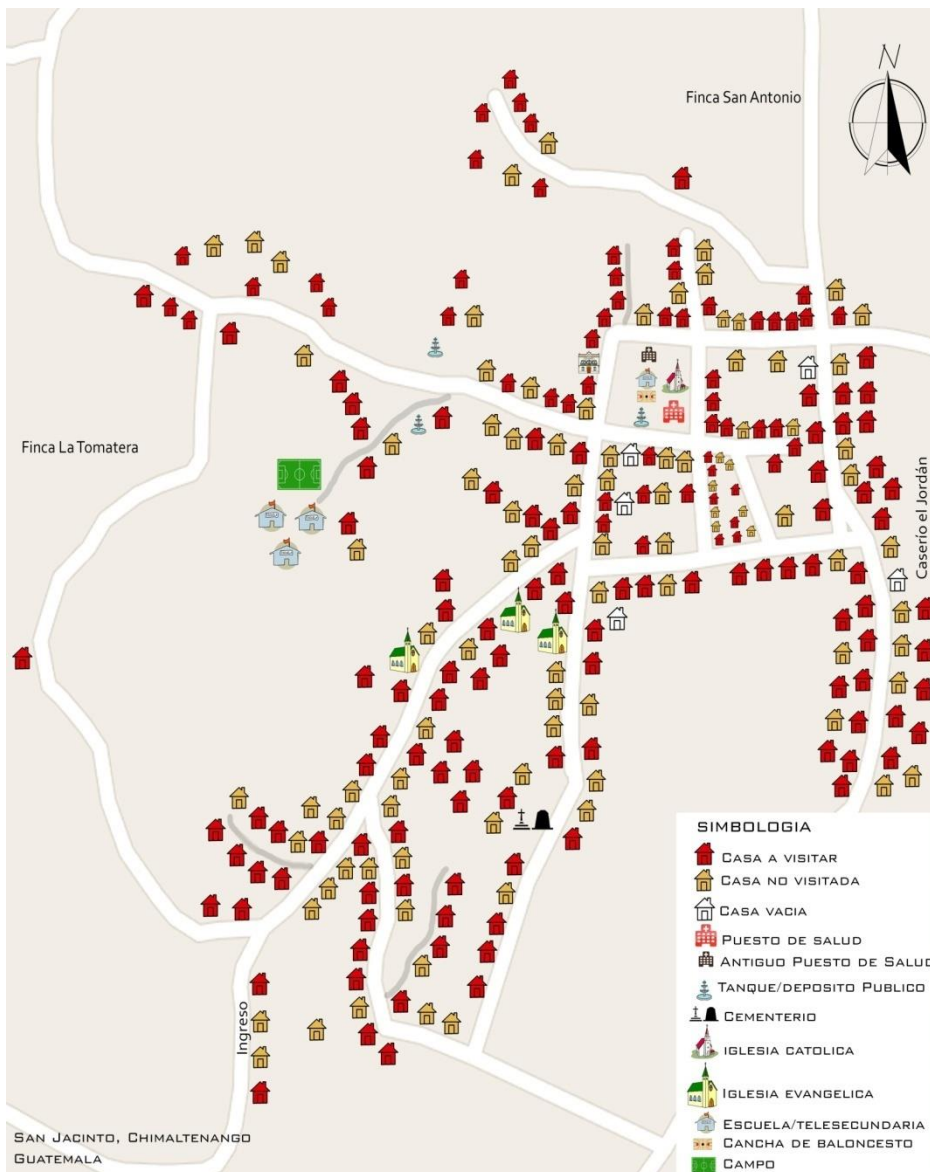 N
Finca San Antonio
Finca La Tomatera
Caserío el Jordán
Ingreso
SIMBOLOGIA
CASA A VISITAR
CASA NO VISITADA
CASA VACIA
PUESTO DE SALUD
ANTIGUO PUESTO DE SALUD
TANQUE/DEPOSITO PUBLICO
CEMENTERIO
IGLESIA CATOLICA
IGLESIA EVANGELICA
ESCUELA/TELESECUNDARIA
CANCHA DE BALONCESTO
CAMPO
SAN JACINTO, CHIMALTENANGO
GUATEMALA